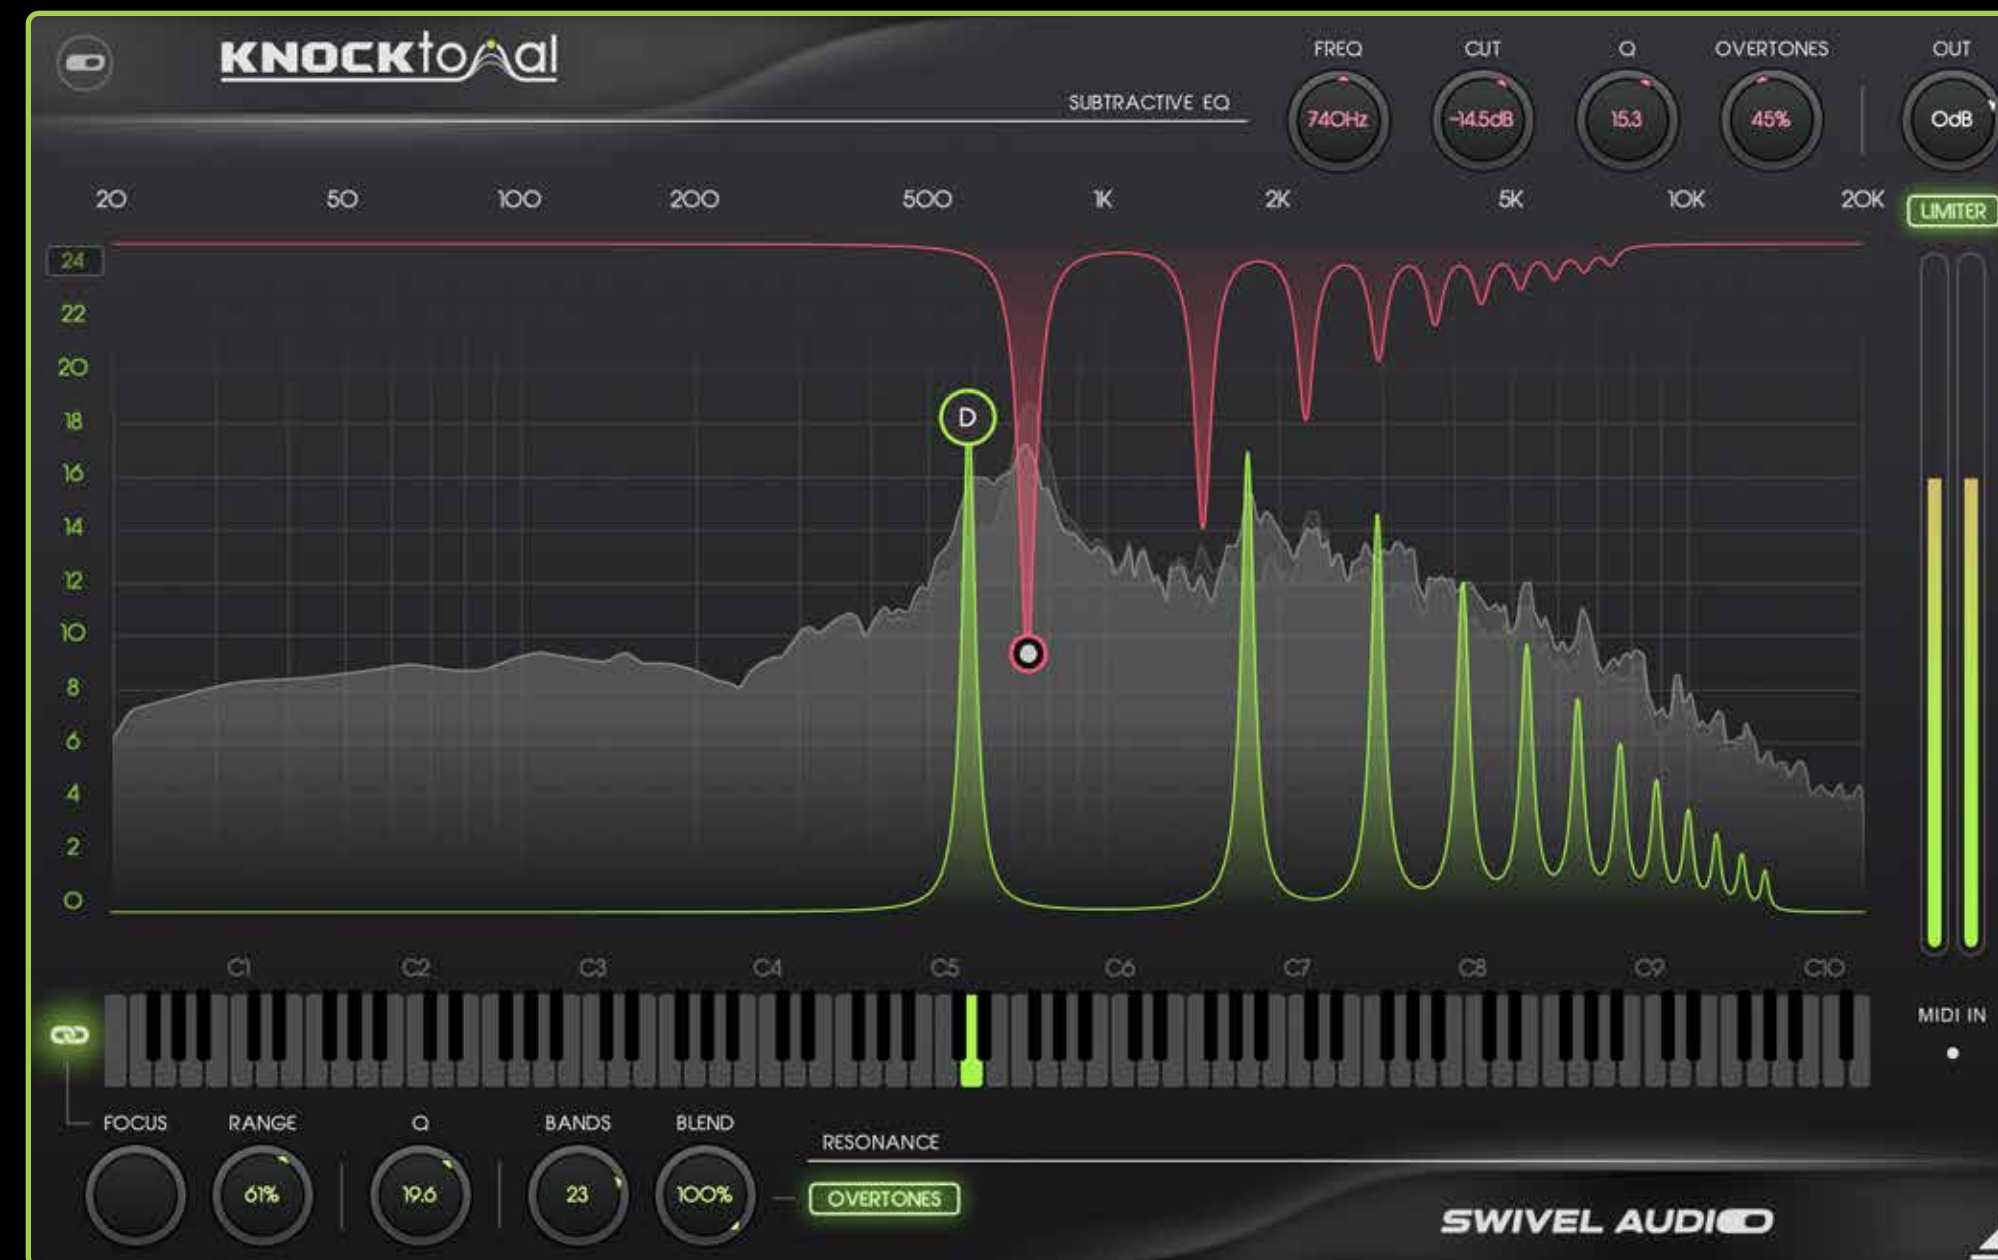 KNOCKtonal
FREQ CUT Q OVERTONES OUT
SUBTRACTIVE EQ
740Hz -14.5dB 15.3 45% 0dB
20 50 100 200 500 1K 2K 5K 10K 20K
LIMITER
24
22
20
18
D
16
14
12
10
8
6
4
2
0
C1 C2 C3 C4 C5 C6 C7 C8 C9 C10
MIDI IN
FOCUS RANGE Q BANDS BLEND
RESONANCE
61% 19.6 23 100%
OVERTONES
SWIVEL AUDIO